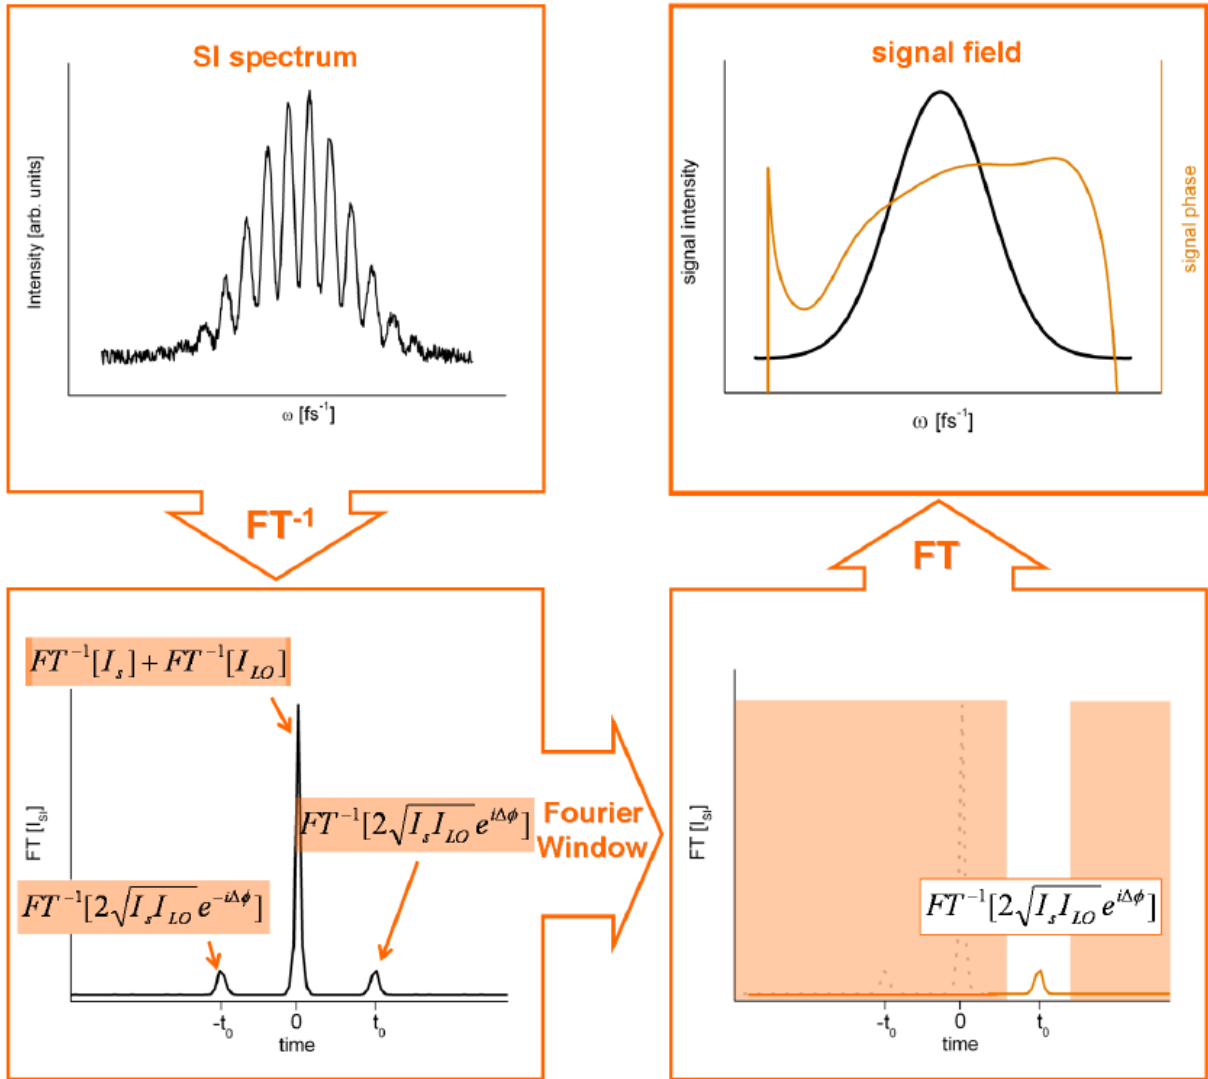 SI spectrum
Intensity [arb. units]
ω [fs⁻¹]
signal field
signal intensity
signal phase
ω [fs⁻¹]
FT⁻¹
FT
FT⁻¹[I_s] + FT⁻¹[I_LO]
FT⁻¹[2√(I_s I_LO) e^{iΔϕ}]
FT⁻¹[2√(I_s I_LO) e^{-iΔϕ}]
FT [I_SI]
-t₀ 0 t₀
time
Fourier
Window
FT [I_SI]
FT⁻¹[2√(I_s I_LO) e^{iΔϕ}]
-t₀ 0 t₀
time